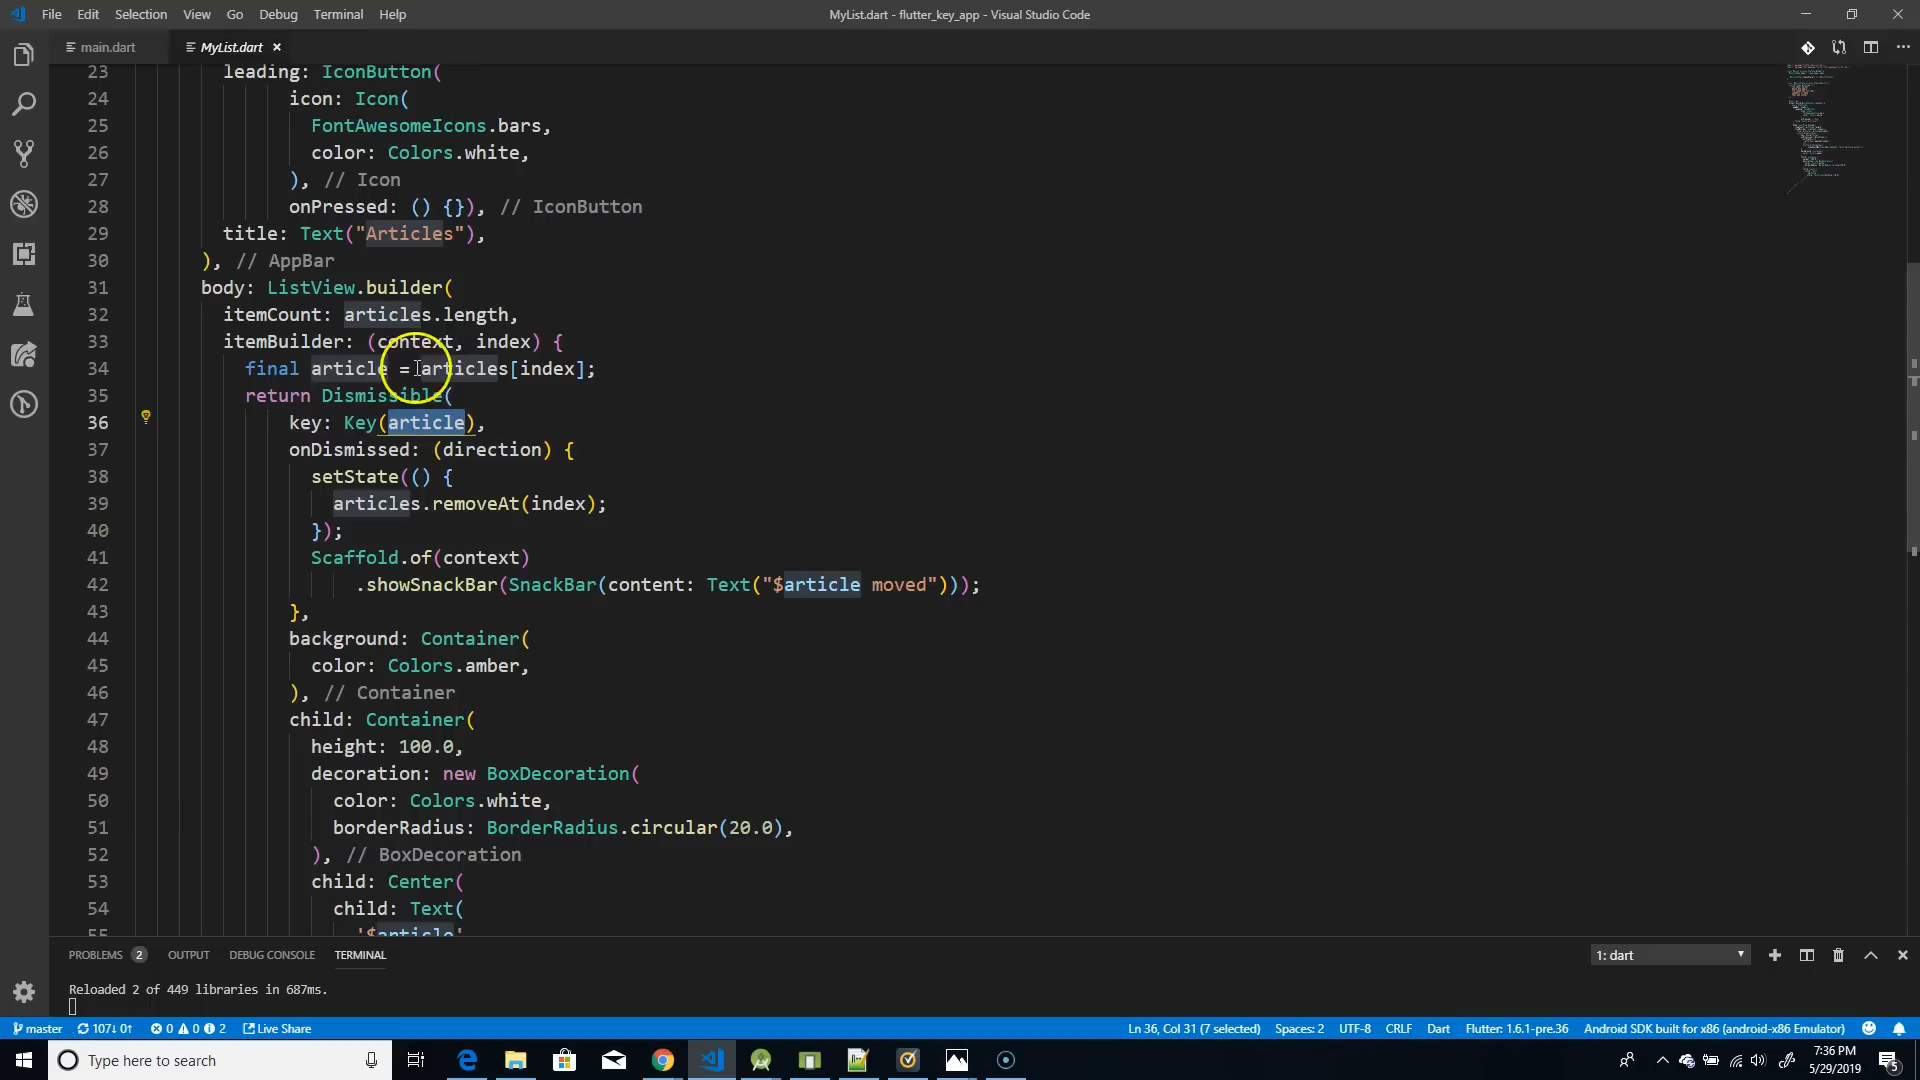 File Edit Selection View Go Debug Terminal Help
MyList.dart - flutter_key_app - Visual Studio Code
main.dart
MyList.dart
23 leading: IconButton(
24 icon: Icon(
25 FontAwesomeIcons.bars,
26 color: Colors.white,
27 ), // Icon
28 onPressed: () {}), // IconButton
29 title: Text("Articles"),
30 ), // AppBar
31 body: ListView.builder(
32 itemCount: articles.length,
33 itemBuilder: (context, index) {
34 final article = articles[index];
35 return Dismissible(
36 key: Key(article),
37 onDismissed: (direction) {
38 setState(() {
39 articles.removeAt(index);
40 });
41 Scaffold.of(context)
42 .showSnackBar(SnackBar(content: Text("$article moved")));
43 },
44 background: Container(
45 color: Colors.amber,
46 ), // Container
47 child: Container(
48 height: 100.0,
49 decoration: new BoxDecoration(
50 color: Colors.white,
51 borderRadius: BorderRadius.circular(20.0),
52 ), // BoxDecoration
53 child: Center(
54 child: Text(
55 '$article'
PROBLEMS 2 OUTPUT DEBUG CONSOLE TERMINAL
1: dart
Reloaded 2 of 449 libraries in 687ms.
master 107↓ 0↑ 0 0 2 Live Share
Ln 36, Col 31 (7 selected) Spaces: 2 UTF-8 CRLF Dart Flutter: 1.6.1-pre.36 Android SDK built for x86 (android-x86 Emulator)
Type here to search
7:36 PM
5/29/2019
5